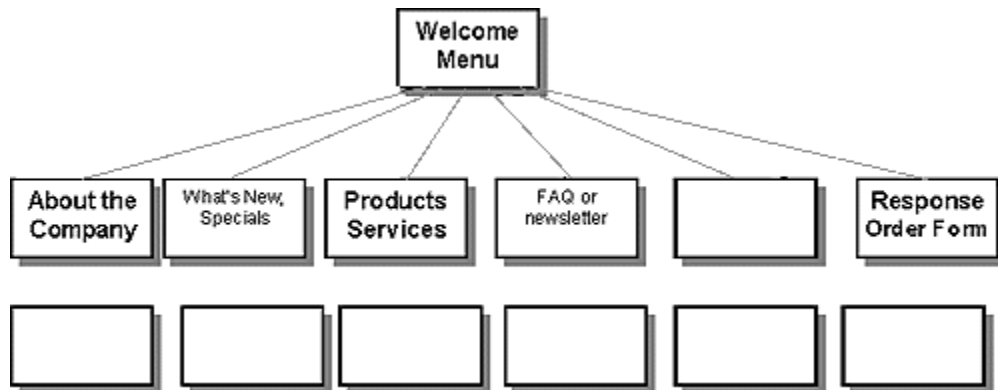 Welcome
Menu
About the
Company
What's New,
Specials
Products
Services
FAQ or
newsletter
Response
Order Form